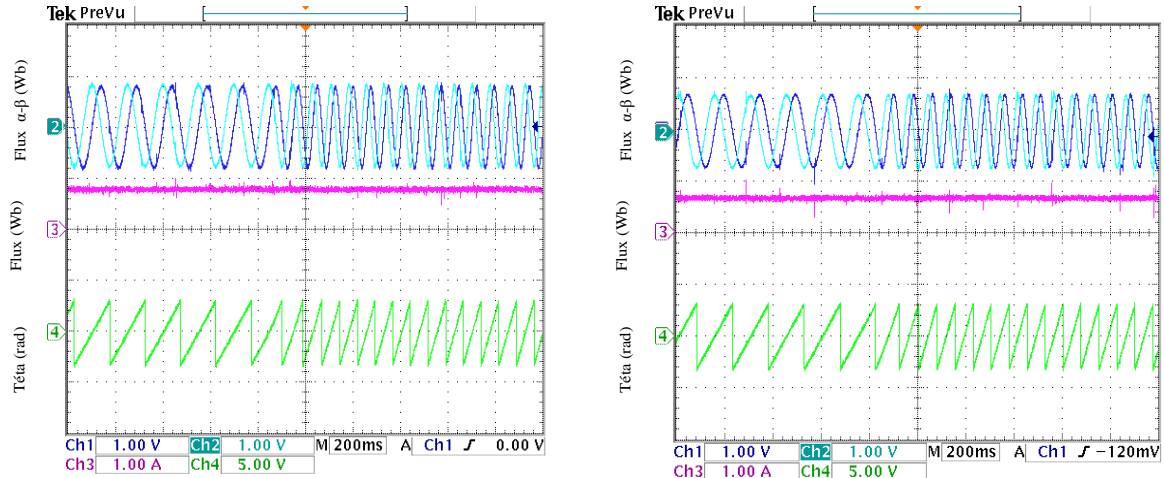 Tek PreVu
Flux α-β (Wb)
2
Flux (Wb)
3
4
Téta (rad)
Ch1 1.00 V Ch2 1.00 V M 200ms A Ch1 0.00 V
Ch3 1.00 A Ch4 5.00 V
Tek PreVu
Flux α-β (Wb)
2
Flux (Wb)
3
4
Téta (rad)
Ch1 1.00 V Ch2 1.00 V M 200ms A Ch1 -120mV
Ch3 1.00 A Ch4 5.00 V